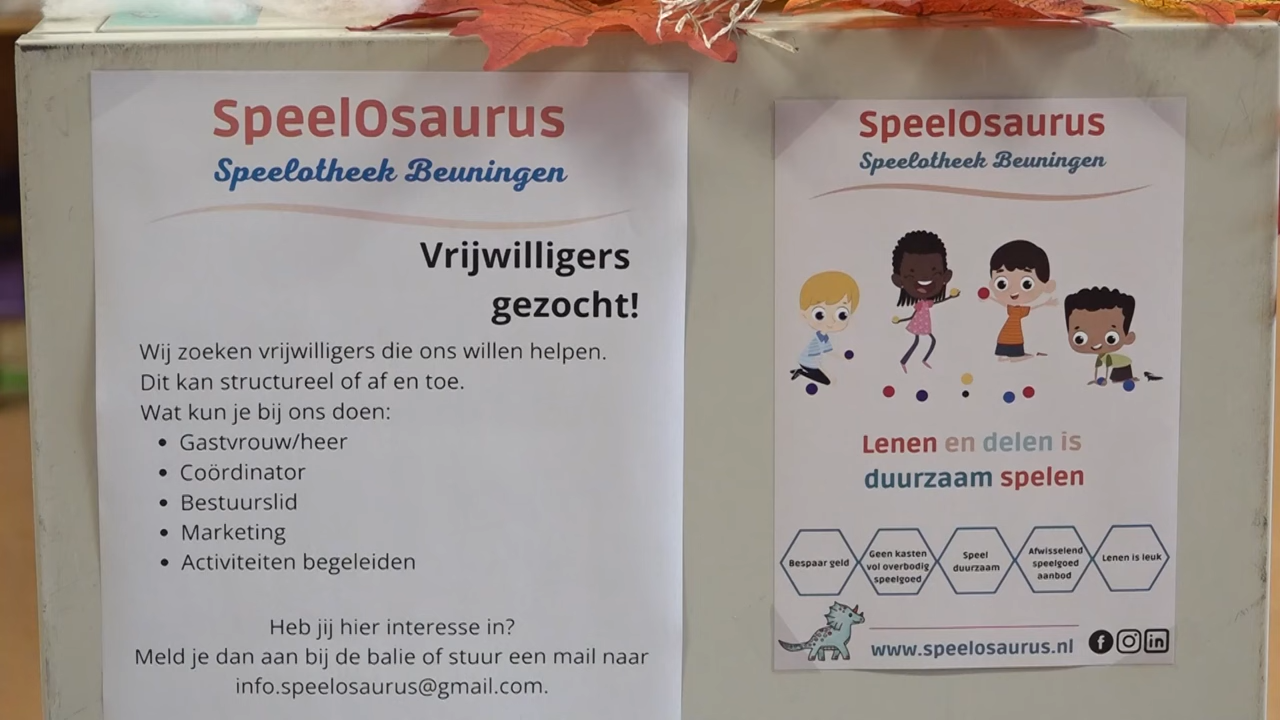 SpeelOsaurus
Speelotheek Beuningen
Vrijwilligers
gezocht!
Wij zoeken vrijwilligers die ons willen helpen.
Dit kan structureel of af en toe.
Wat kun je bij ons doen:
• Gastvrouw/heer
• Coördinator
• Bestuurslid
• Marketing
• Activiteiten begeleiden
Heb jij hier interesse in?
Meld je dan aan bij de balie of stuur een mail naar
info.speelosaurus@gmail.com.
SpeelOsaurus
Speelotheek Beuningen
Lenen en delen is
duurzaam spelen
Bespaar geld
Geen kasten
vol overbodig
speelgoed
Speel
duurzaam
Afwisselend
speelgoed
aanbod
Lenen is leuk
www.speelosaurus.nl